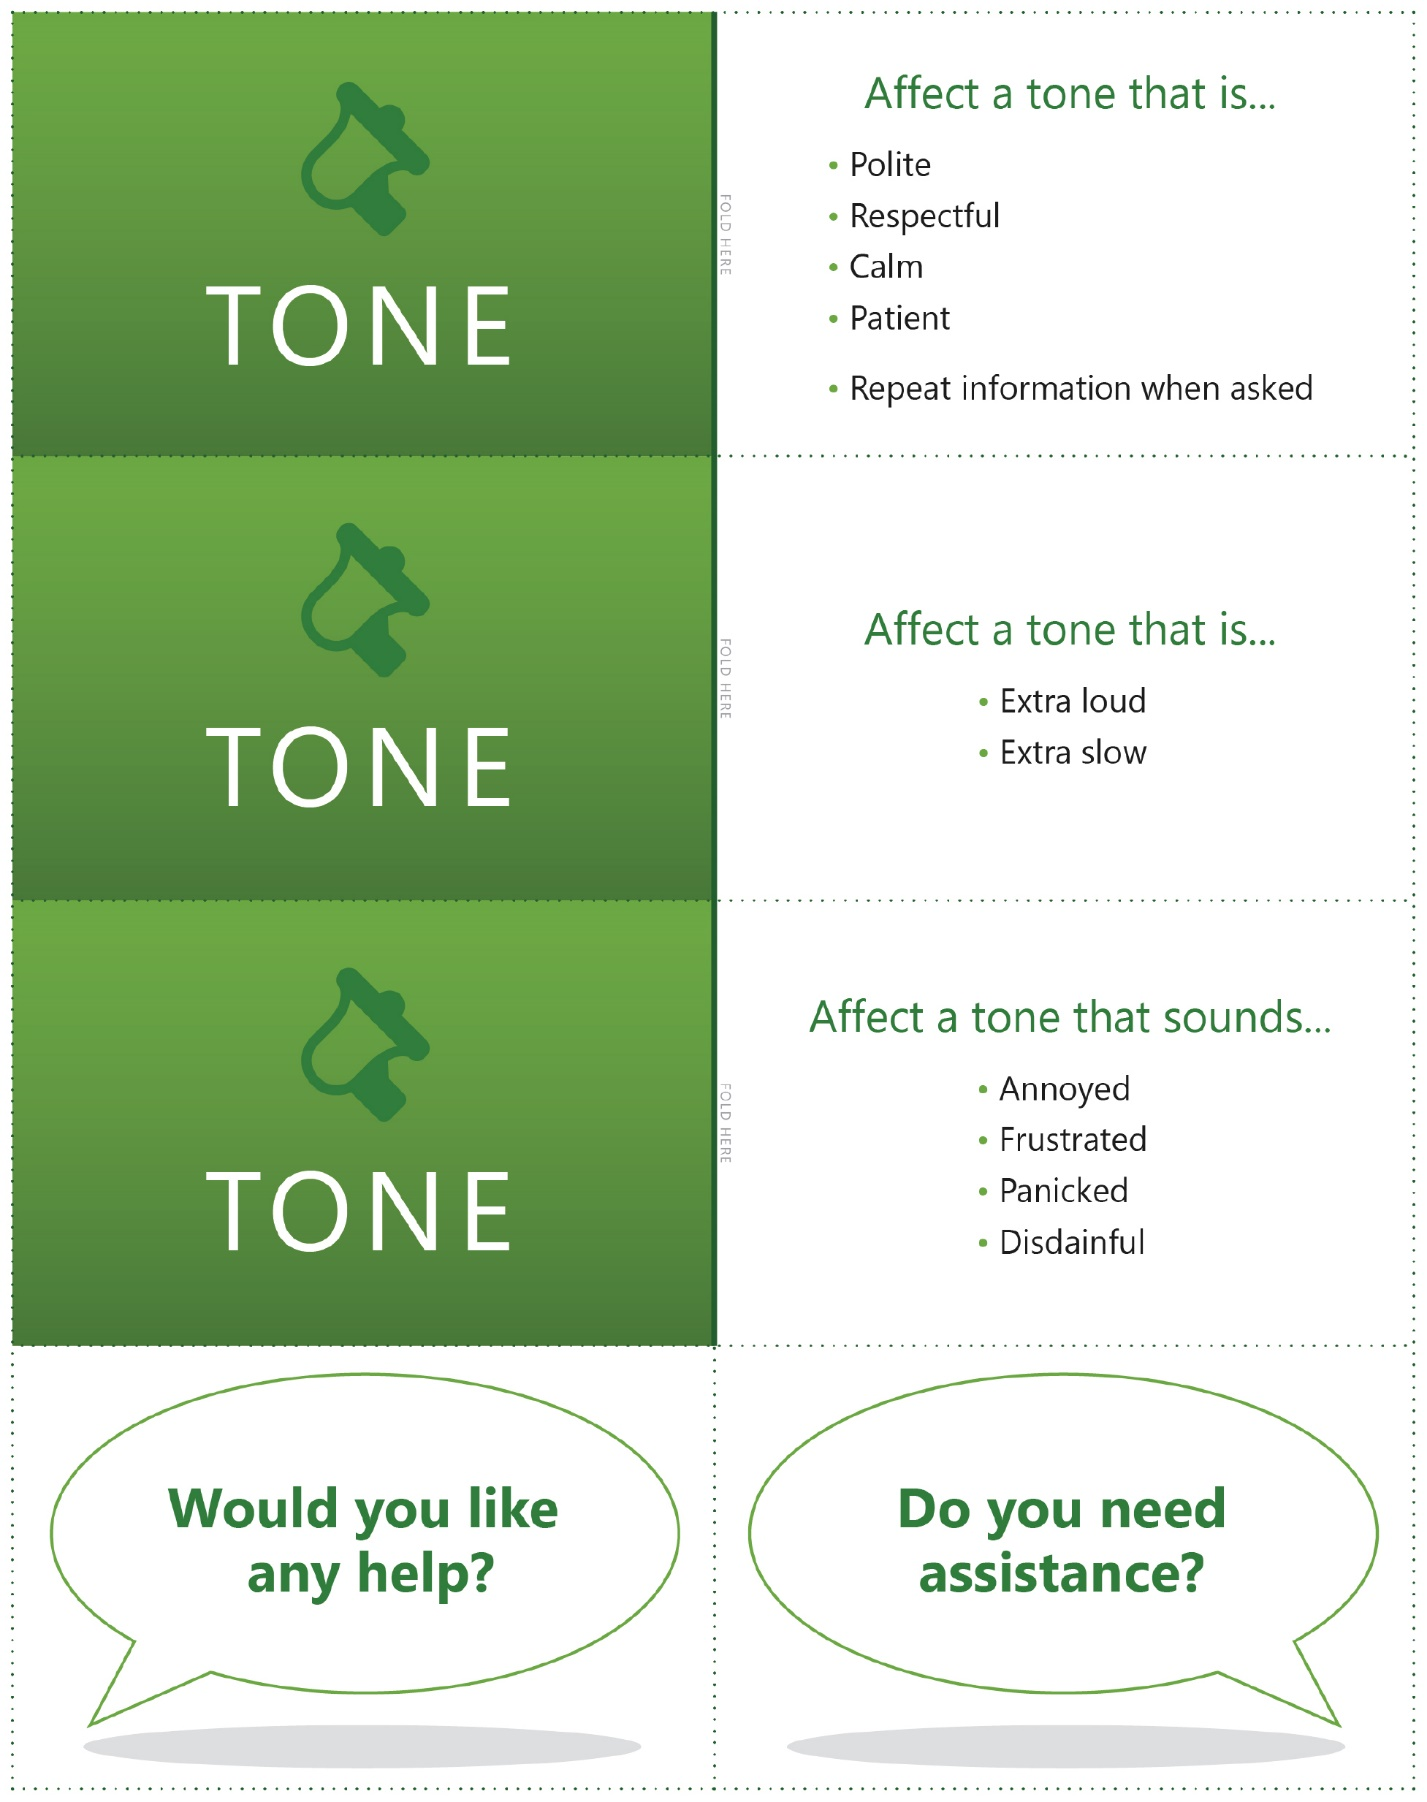 TONE
FOLD HERE
Affect a tone that is...
• Polite
• Respectful
• Calm
• Patient
• Repeat information when asked
TONE
FOLD HERE
Affect a tone that is...
• Extra loud
• Extra slow
TONE
FOLD HERE
Affect a tone that sounds...
• Annoyed
• Frustrated
• Panicked
• Disdainful
Would you like
any help?
Do you need
assistance?